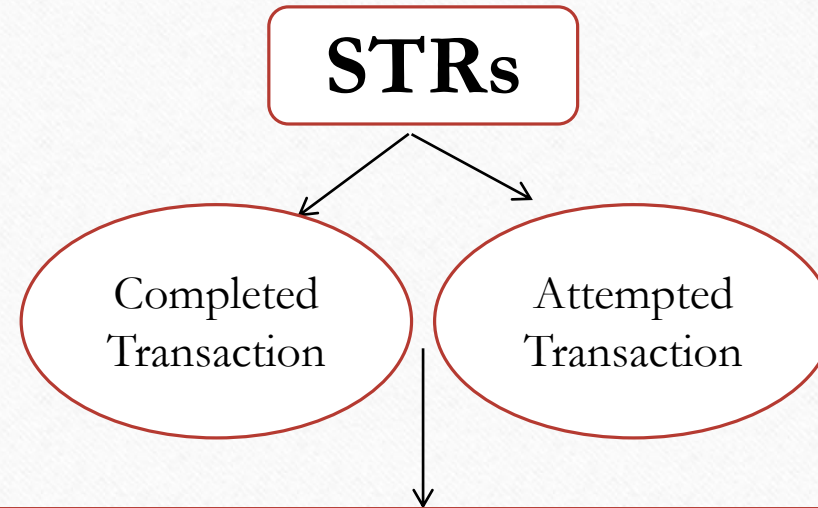 STRs
Completed
Transaction
Attempted
Transaction